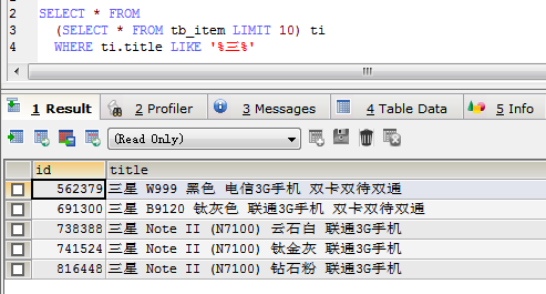 2 SELECT * FROM
3 (SELECT * FROM tb_item LIMIT 10) ti
4 WHERE ti.title LIKE '%三%'
1 Result 2 Profiler 3 Messages 4 Table Data 5 Info
(Read Only)
id title
562379 三星 W999 黑色 电信3G手机 双卡双待双通
691300 三星 B9120 钛灰色 联通3G手机 双卡双待双通
738388 三星 Note II (N7100) 云石白 联通3G手机
741524 三星 Note II (N7100) 钛金灰 联通3G手机
816448 三星 Note II (N7100) 钻石粉 联通3G手机